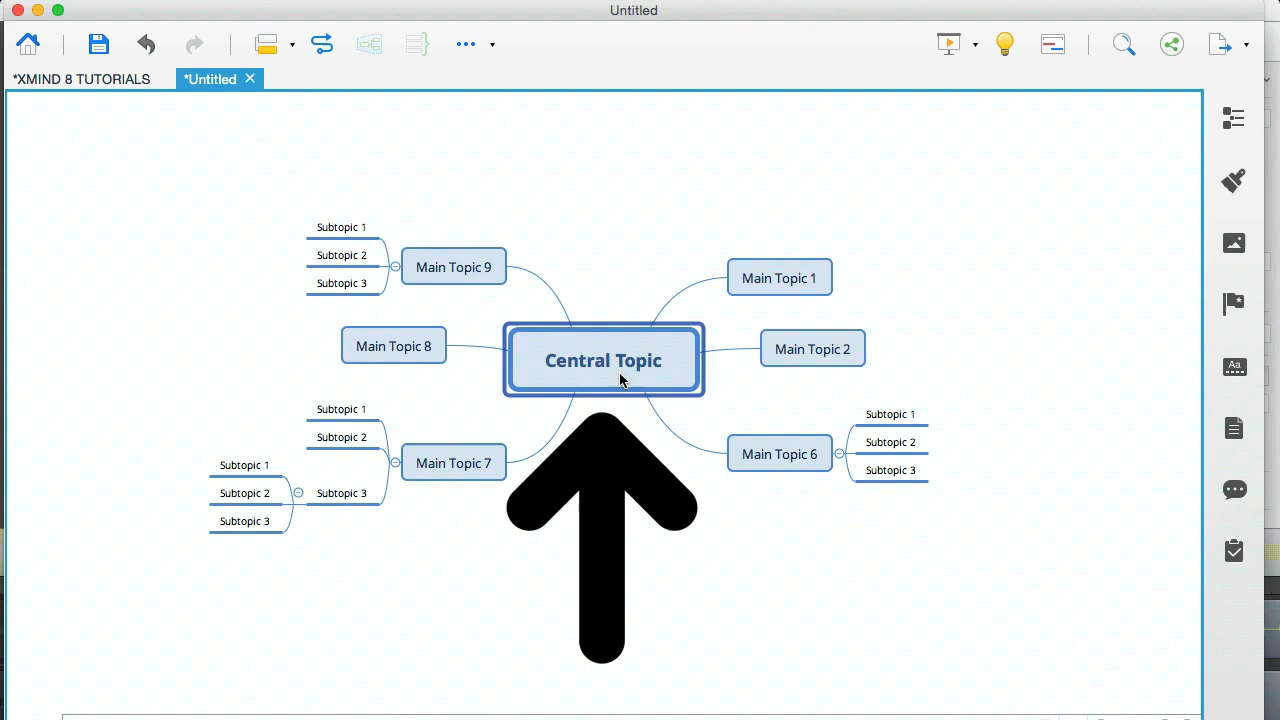 Untitled
*XMIND 8 TUTORIALS
*Untitled
Subtopic 1
Subtopic 2
Subtopic 3
Main Topic 9
Main Topic 1
Main Topic 8
Central Topic
Main Topic 2
Subtopic 1
Subtopic 2
Subtopic 3
Main Topic 7
Subtopic 1
Subtopic 2
Subtopic 3
Main Topic 6
Subtopic 1
Subtopic 2
Subtopic 3
Aa